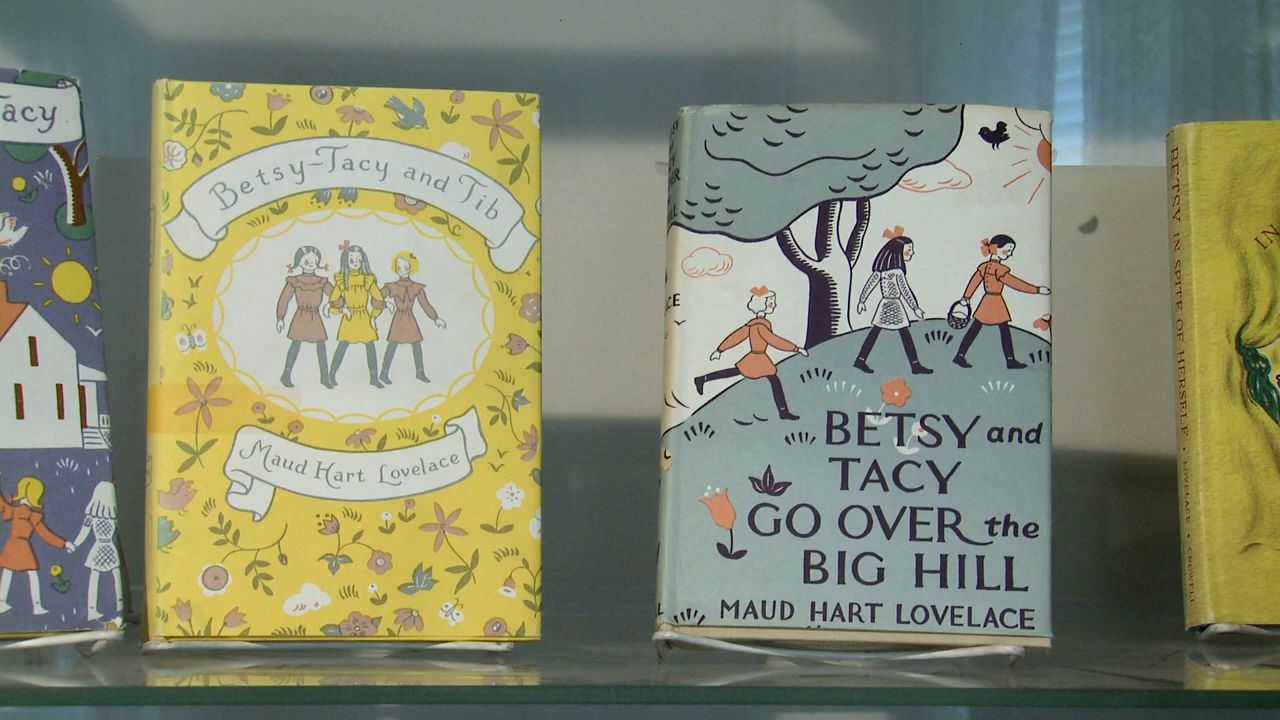 Tacy
Betsy-Tacy and Tib
Maud Hart Lovelace
BETSY and
TACY
GO OVER the
BIG HILL
MAUD HART LOVELACE
BETSY IN SPITE OF HERSELF • LOVELACE • CROWELL
IN